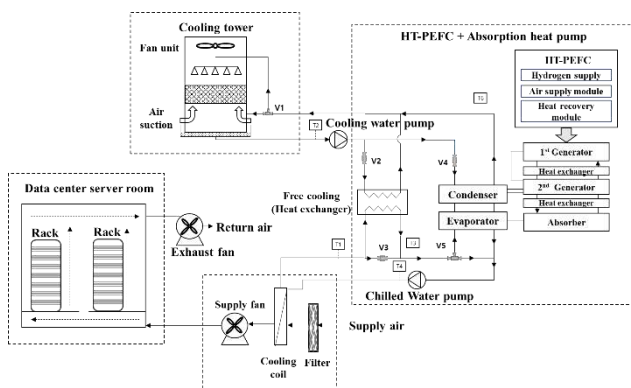 Cooling tower
Fan unit
Air
suction
V1
T2
Cooling water pump
HT-PEFC + Absorption heat pump
HT-PEFC
Hydrogen supply
Air supply module
Heat recovery
module
V2
V4
1st Generator
Heat exchanger
2nd Generator
Heat exchanger
Absorber
Condenser
Evaporator
Free cooling
(Heat exchanger)
T3
V3
T4
V5
Chilled Water pump
Data center server room
Rack
Rack
Return air
Exhaust fan
Supply fan
Supply air
Cooling
coil
Filter